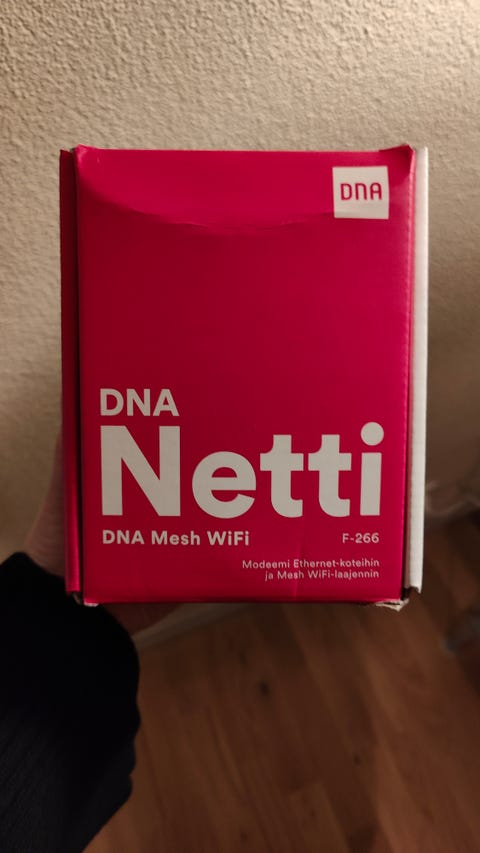 DNA
DNA
Netti
DNA Mesh WiFi F-266
Modeemi Ethernet-koteihin
ja Mesh WiFi-laajennin